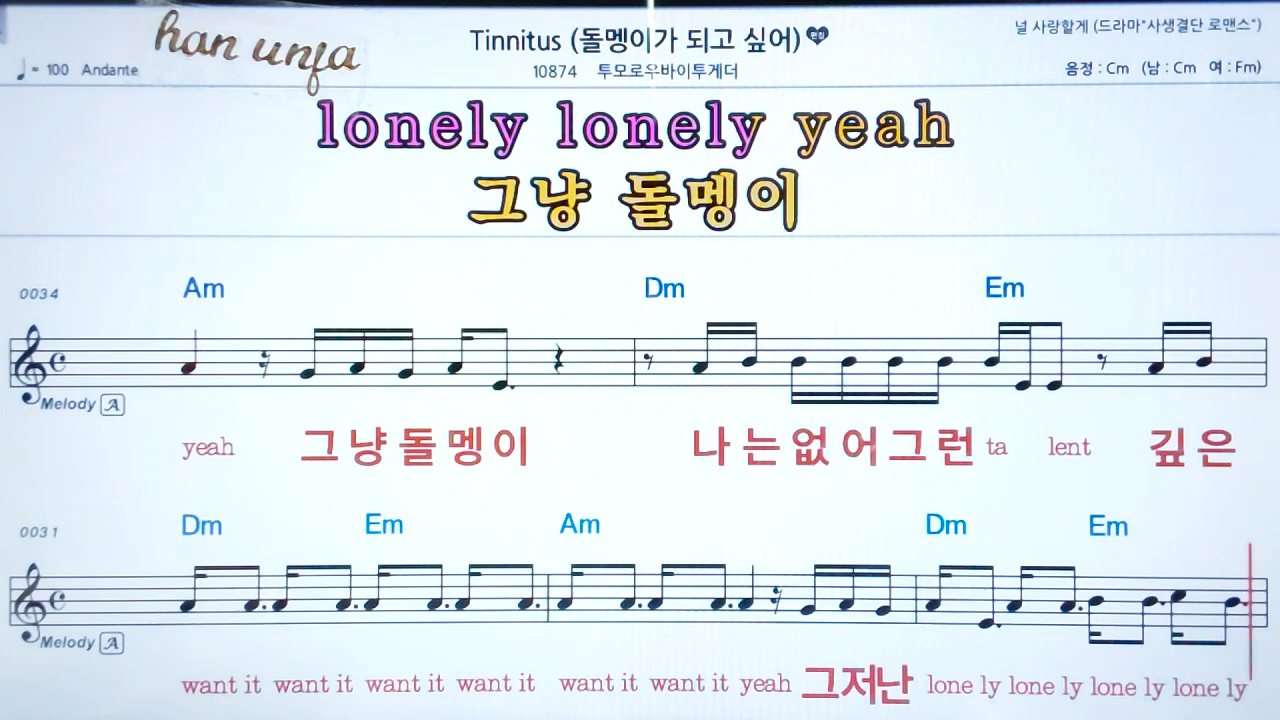 han unja
Tinnitus (돌멩이가 되고 싶어)
편집
널 사랑할게 (드라마"사생결단 로맨스")
♩= 100 Andante
10874 투모로우바이투게더
음정 : Cm (남 : Cm 여 : Fm)
lonely lonely yeah
그냥 돌멩이
0034 Am Dm Em
Melody A
yeah 그냥돌멩이 나는없어그런 ta lent 깊은
0031 Dm Em Am Dm Em
Melody A
want it want it want it want it want it want it yeah 그저난 lone ly lone ly lone ly lone ly